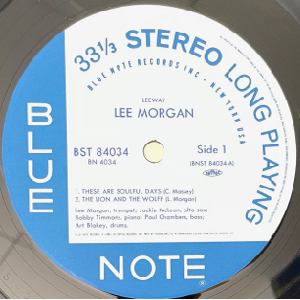 33⅓ STEREO LONG PLAYING
BLUE NOTE RECORDS INC • NEW YORK USA
LEEWAY
LEE MORGAN
BST 84034
BN 4034
Side 1
(BNST 84034-A)
1. THESE ARE SOULFUL DAYS (C. Massey)
2. THE LION AND THE WOLFF (L. Morgan)
Lee Morgan, trumpet; Jackie McLean, alto sax;
Bobby Timmons, piano; Paul Chambers, bass;
Art Blakey, drums.
BLUE
NOTE
®